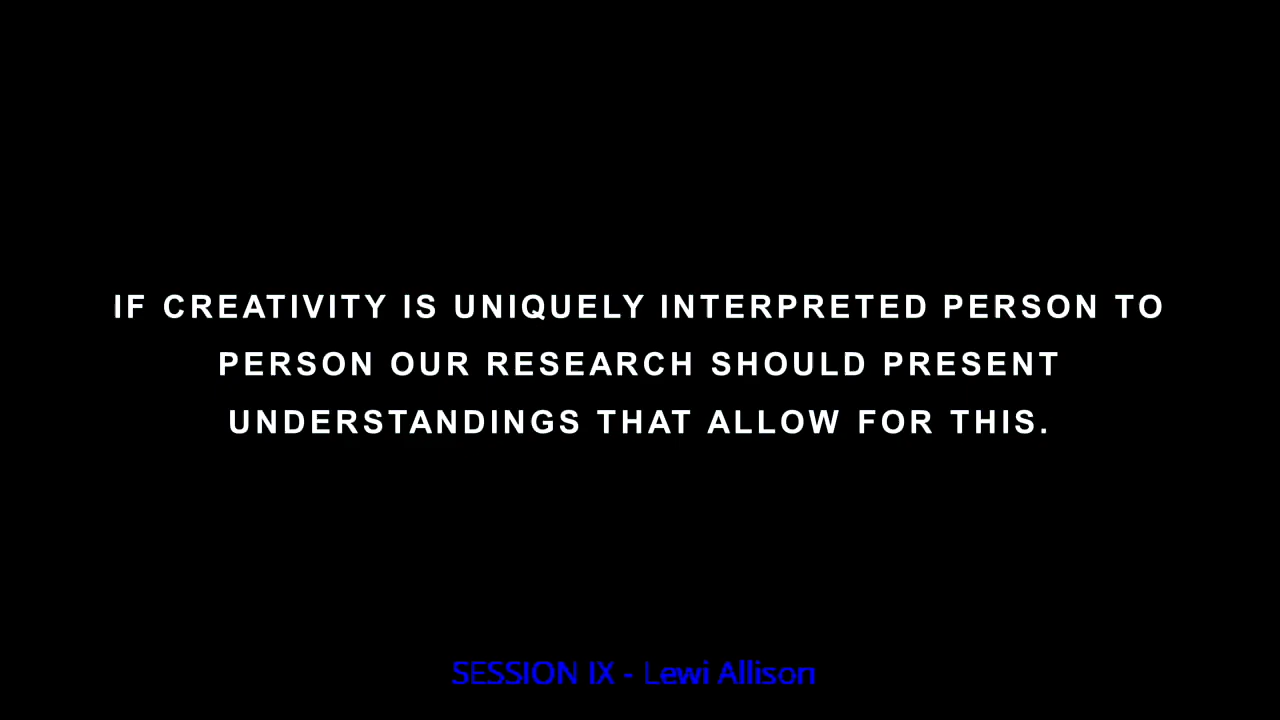 IF CREATIVITY IS UNIQUELY INTERPRETED PERSON TO
PERSON OUR RESEARCH SHOULD PRESENT
UNDERSTANDINGS THAT ALLOW FOR THIS.
SESSION IX - Lewi Allison